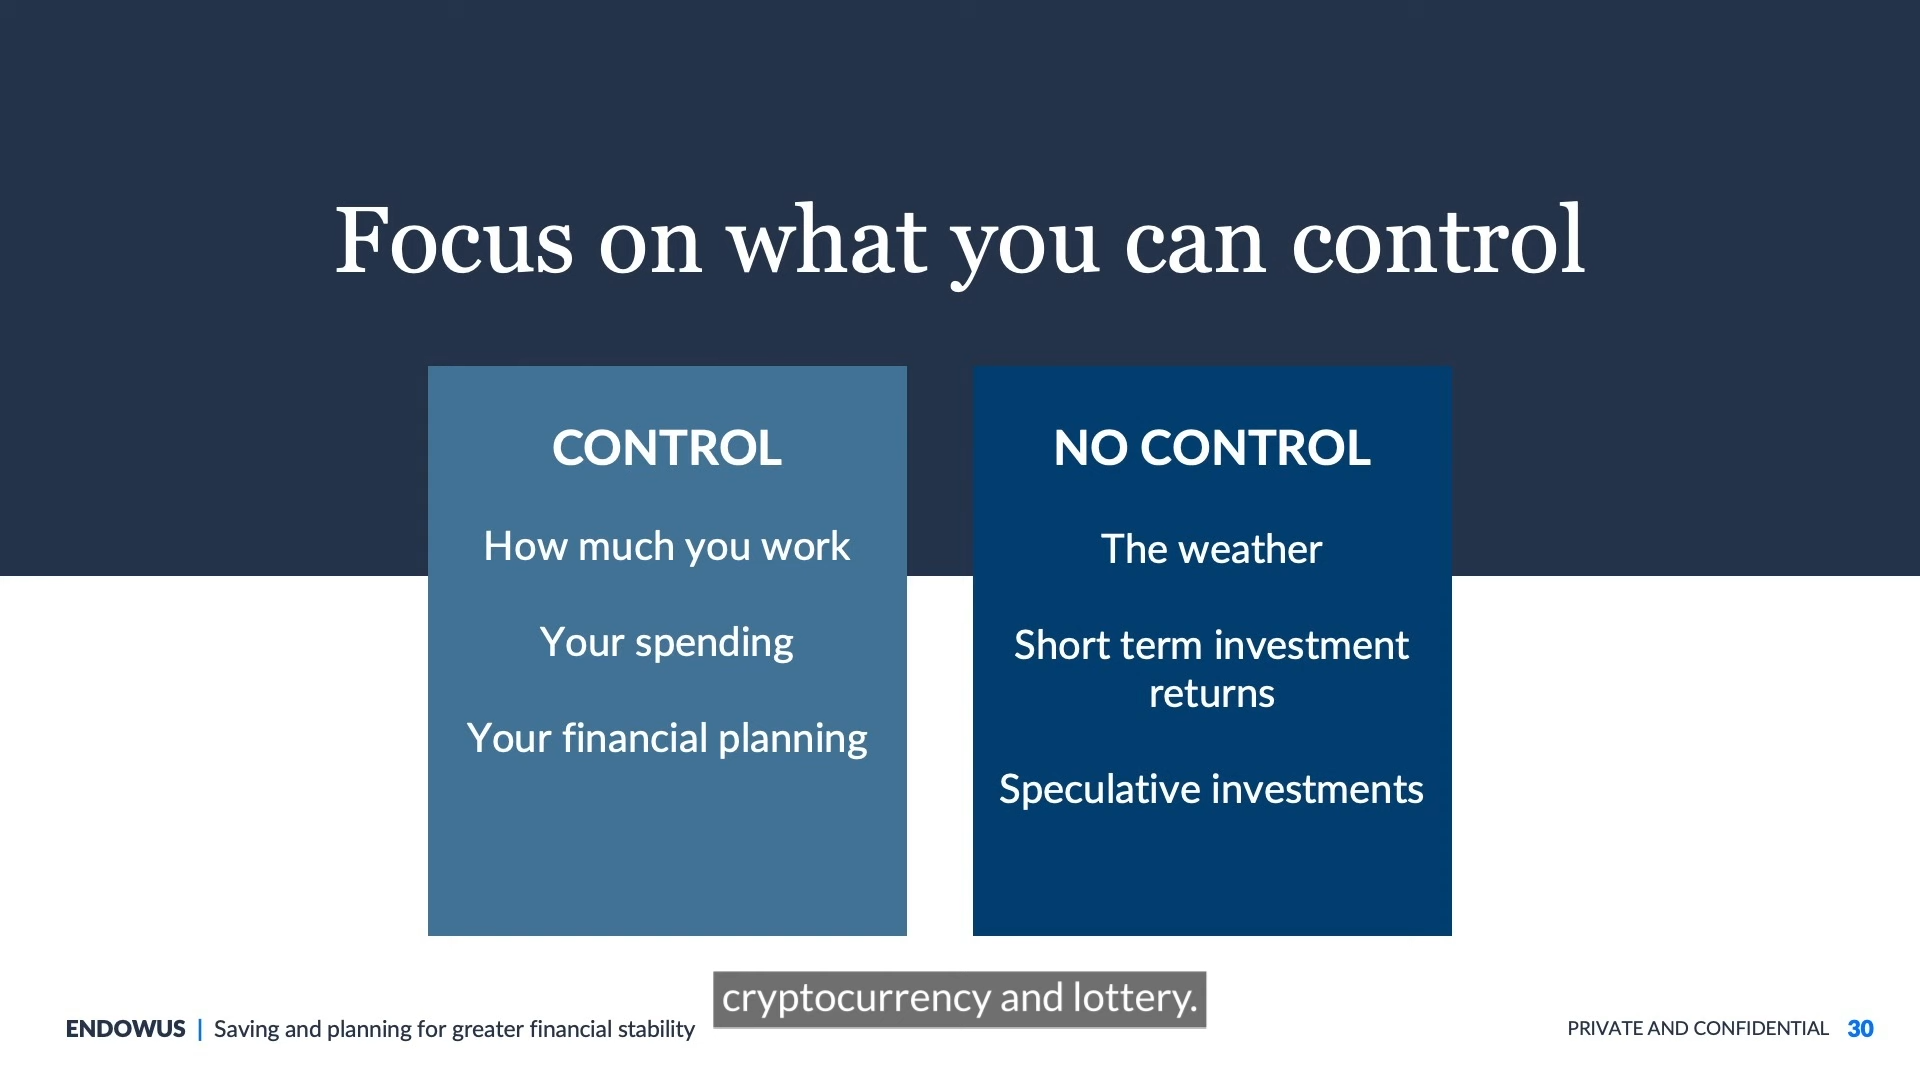 Focus on what you can control
CONTROL
How much you work
Your spending
Your financial planning
NO CONTROL
The weather
Short term investment
returns
Speculative investments
cryptocurrency and lottery.
ENDOWUS | Saving and planning for greater financial stability
PRIVATE AND CONFIDENTIAL 30